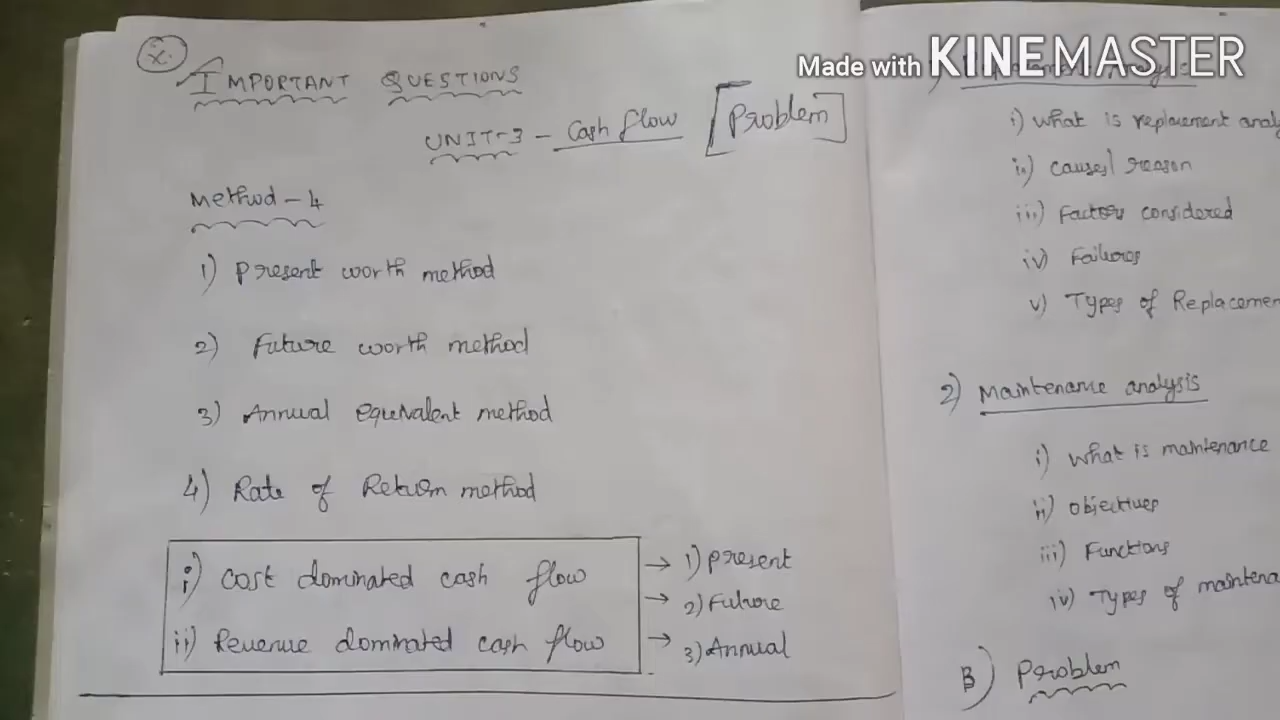 X.
IMPORTANT QUESTIONS
UNIT-3 - Cash flow [Problem]
Method - 4
1) Present worth method
2) Future worth method
3) Annual equivalent method
4) Rate of Return method
i) Cost dominated cash flow
ii) Revenue dominated cash flow
→ 1) Present
→ 2) Future
→ 3) Annual
Made with KINEMASTER
i) What is replacement
ii) Causes/ reason
iii) Factors considered
iv) Failures
v) Types of
2) Maintenance analysis
i) What is maintenance
ii) Objectives
iii) Functions
iv) Types of
B) Problem